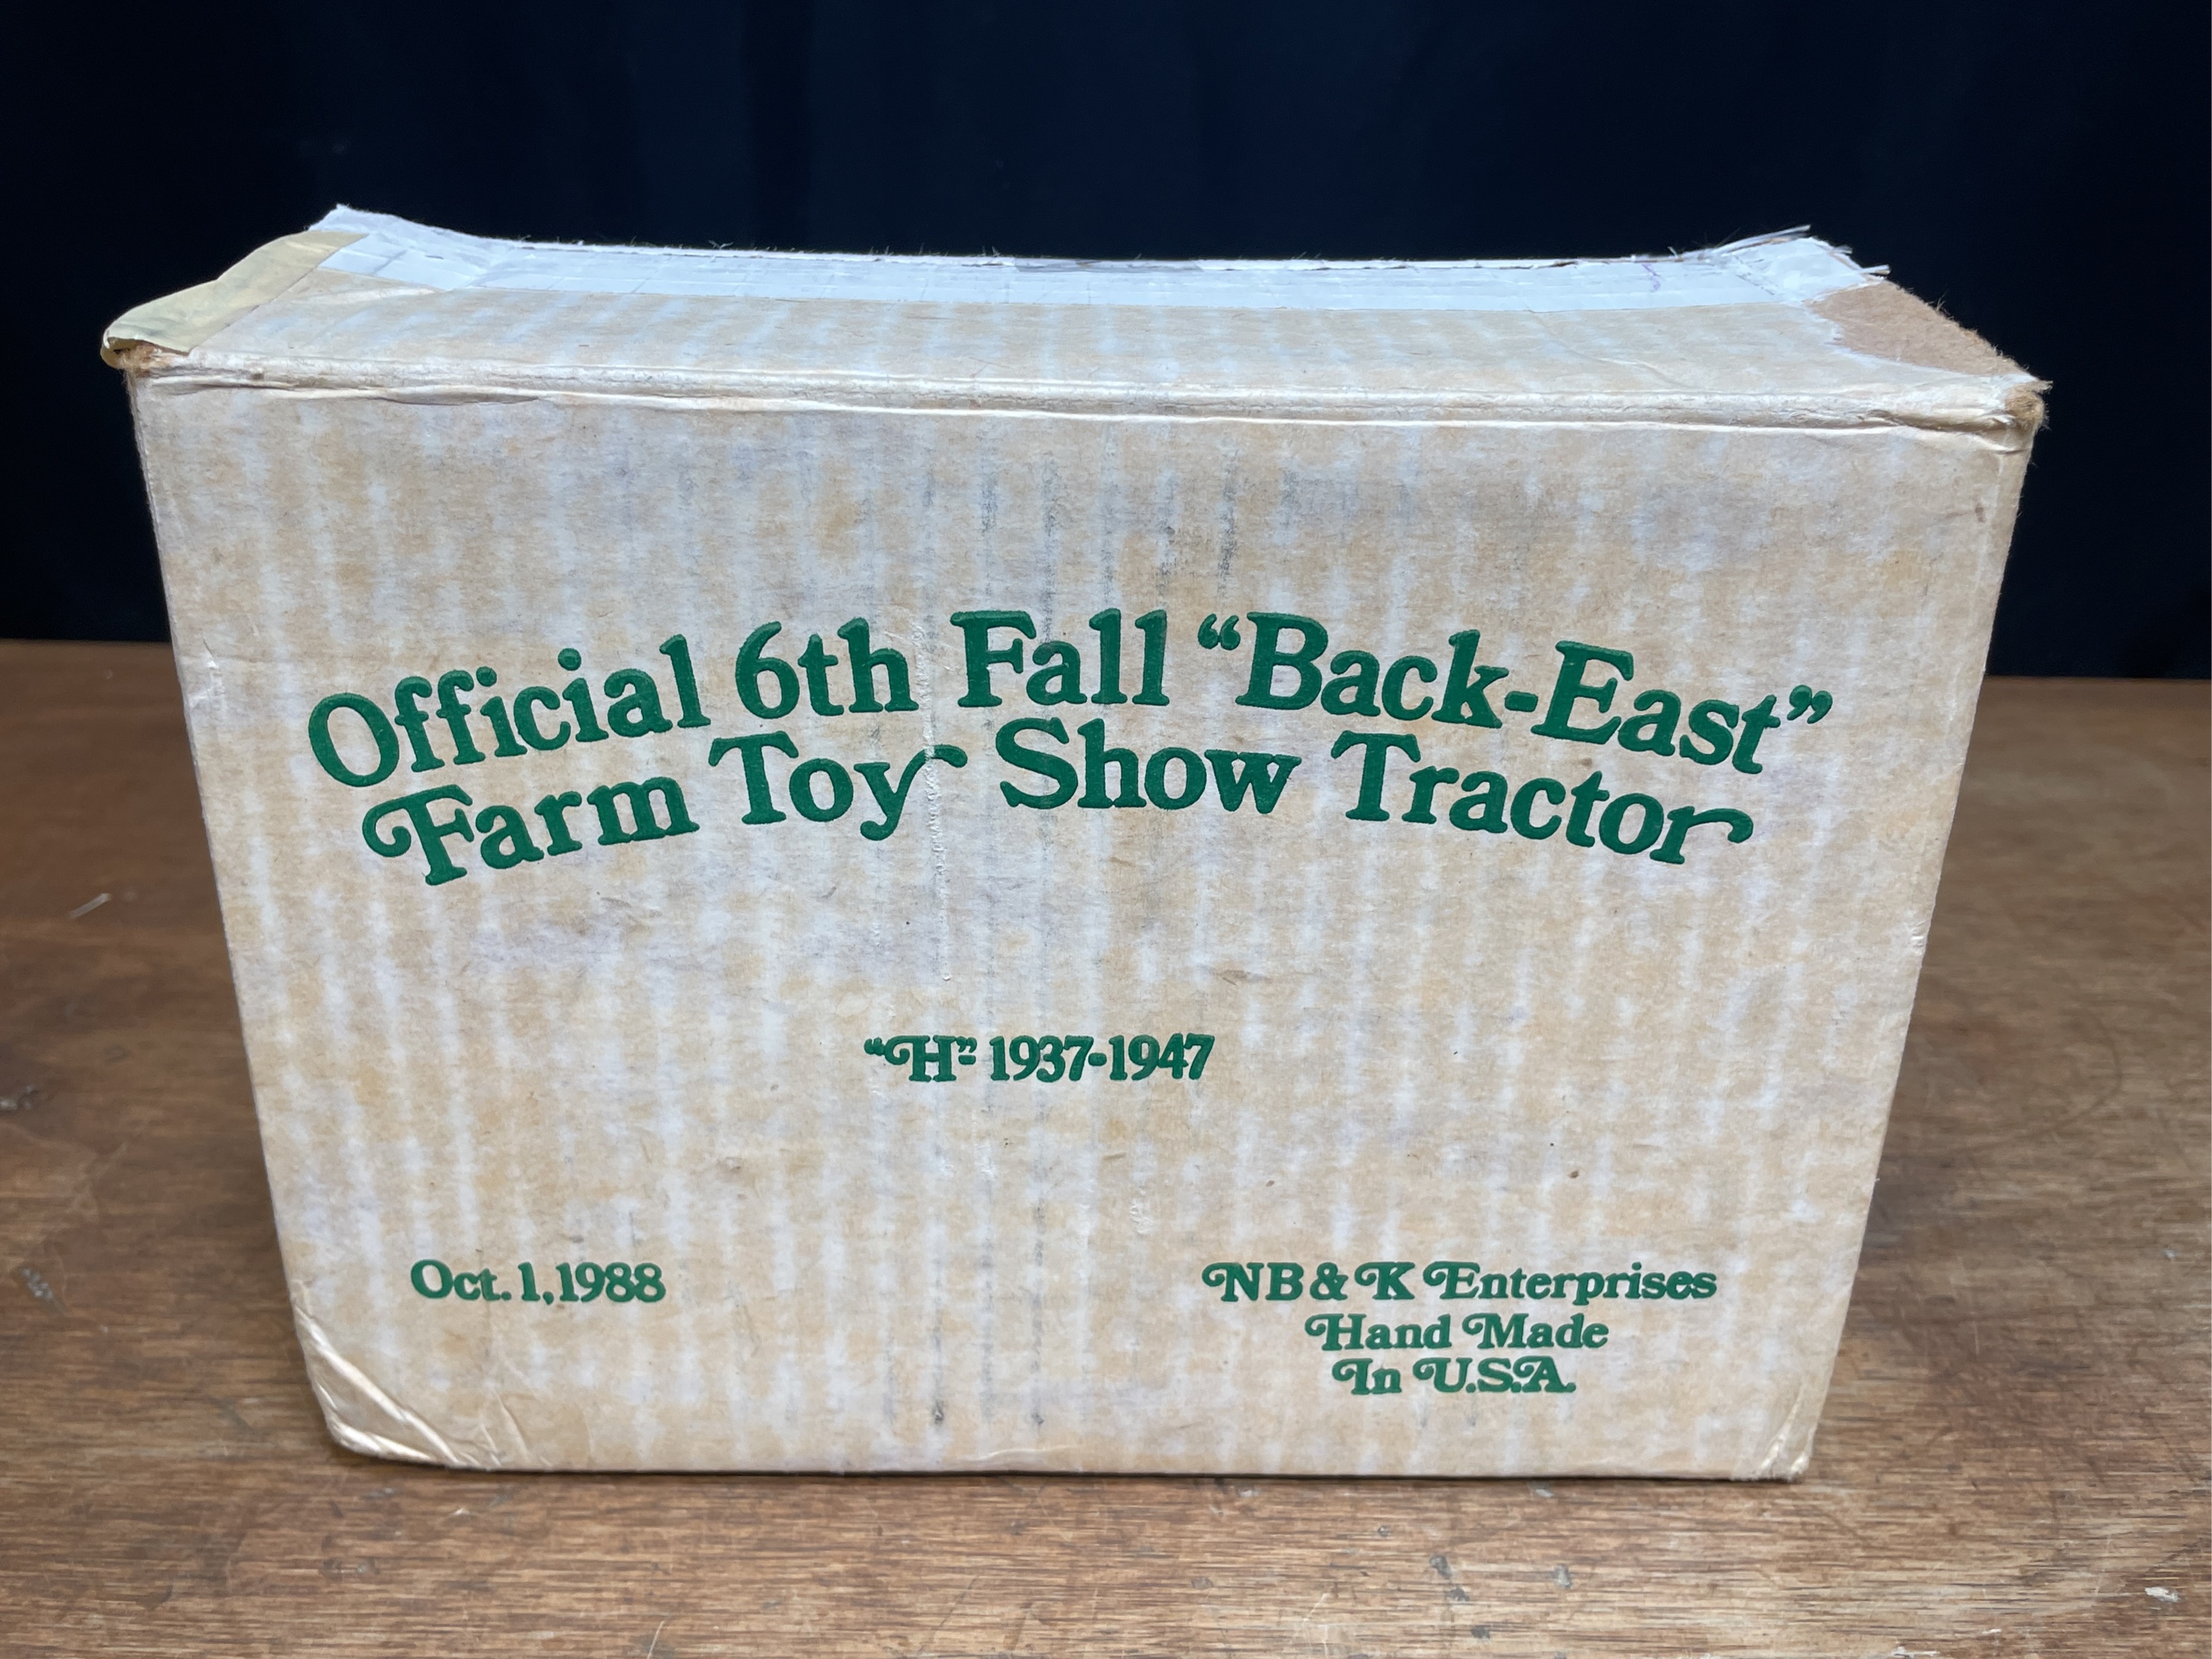 Official 6th Fall “Back-East”
Farm Toy Show Tractor
“H” 1937-1947
Oct. 1, 1988
NB & K Enterprises
Hand Made
In U.S.A.